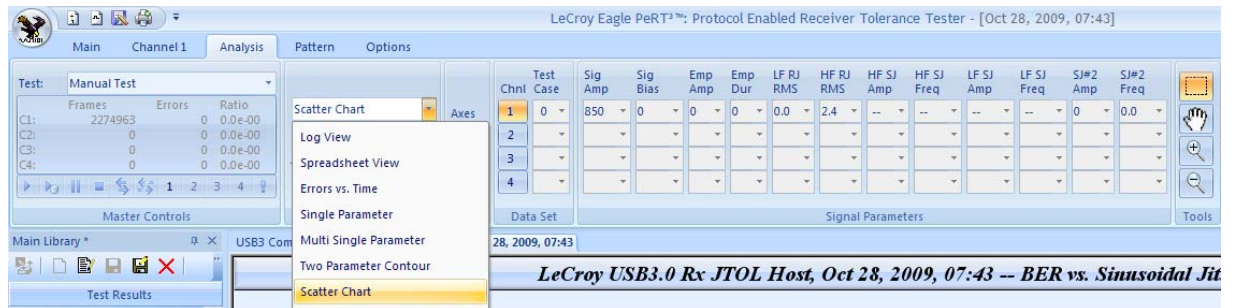 LeCroy Eagle PeRT³™: Protocol Enabled Receiver Tolerance Tester - [Oct 28, 2009, 07:43]
Main Channel 1 Analysis Pattern Options
Test: Manual Test
Frames Errors Ratio
C1: 2274963 0 0.0e-00
C2: 0 0 0.0e-00
C3: 0 0 0.0e-00
C4: 0 0 0.0e-00
1 2 3 4
Master Controls
Scatter Chart
Axes
Log View
Spreadsheet View
Errors vs. Time
Single Parameter
Multi Single Parameter
Two Parameter Contour
Scatter Chart
Chnl Test Case
1 0
2
3
4
Data Set
Sig Amp Sig Bias Emp Amp Emp Dur LF RJ RMS HF RJ RMS HF SJ Amp HF SJ Freq LF SJ Amp LF SJ Freq SJ#2 Amp SJ#2 Freq
850 0 0 0 0.0 2.4 -- -- -- -- 0 0.0
Signal Parameters
Tools
Main Library *
USB3 Com
28, 2009, 07:43
Test Results
LeCroy USB3.0 Rx JTOL Host, Oct 28, 2009, 07:43 -- BER vs. Sinusoidal Jit